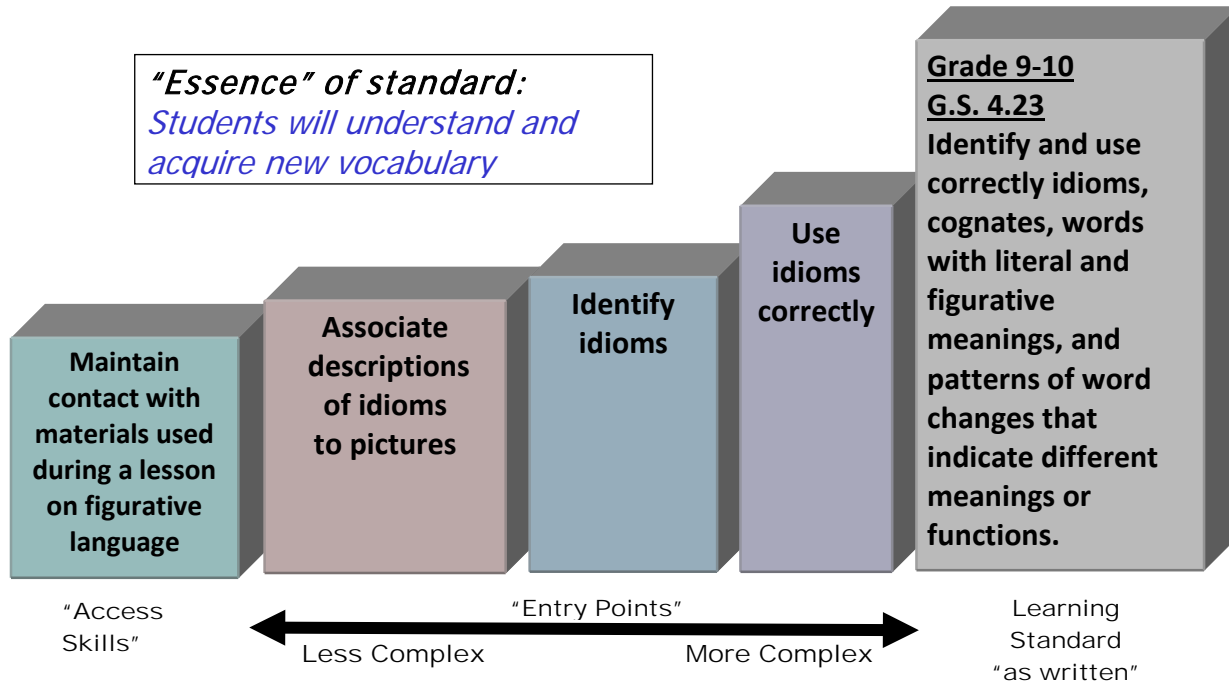 “Essence” of standard:
Students will understand and
acquire new vocabulary
Maintain
contact with
materials used
during a lesson
on figurative
language
Associate
descriptions
of idioms
to pictures
Identify
idioms
Use
idioms
correctly
Grade 9-10
G.S. 4.23
Identify and use
correctly idioms,
cognates, words
with literal and
figurative
meanings, and
patterns of word
changes that
indicate different
meanings or
functions.
“Access
Skills”
“Entry Points”
Less Complex
More Complex
Learning
Standard
“as written”